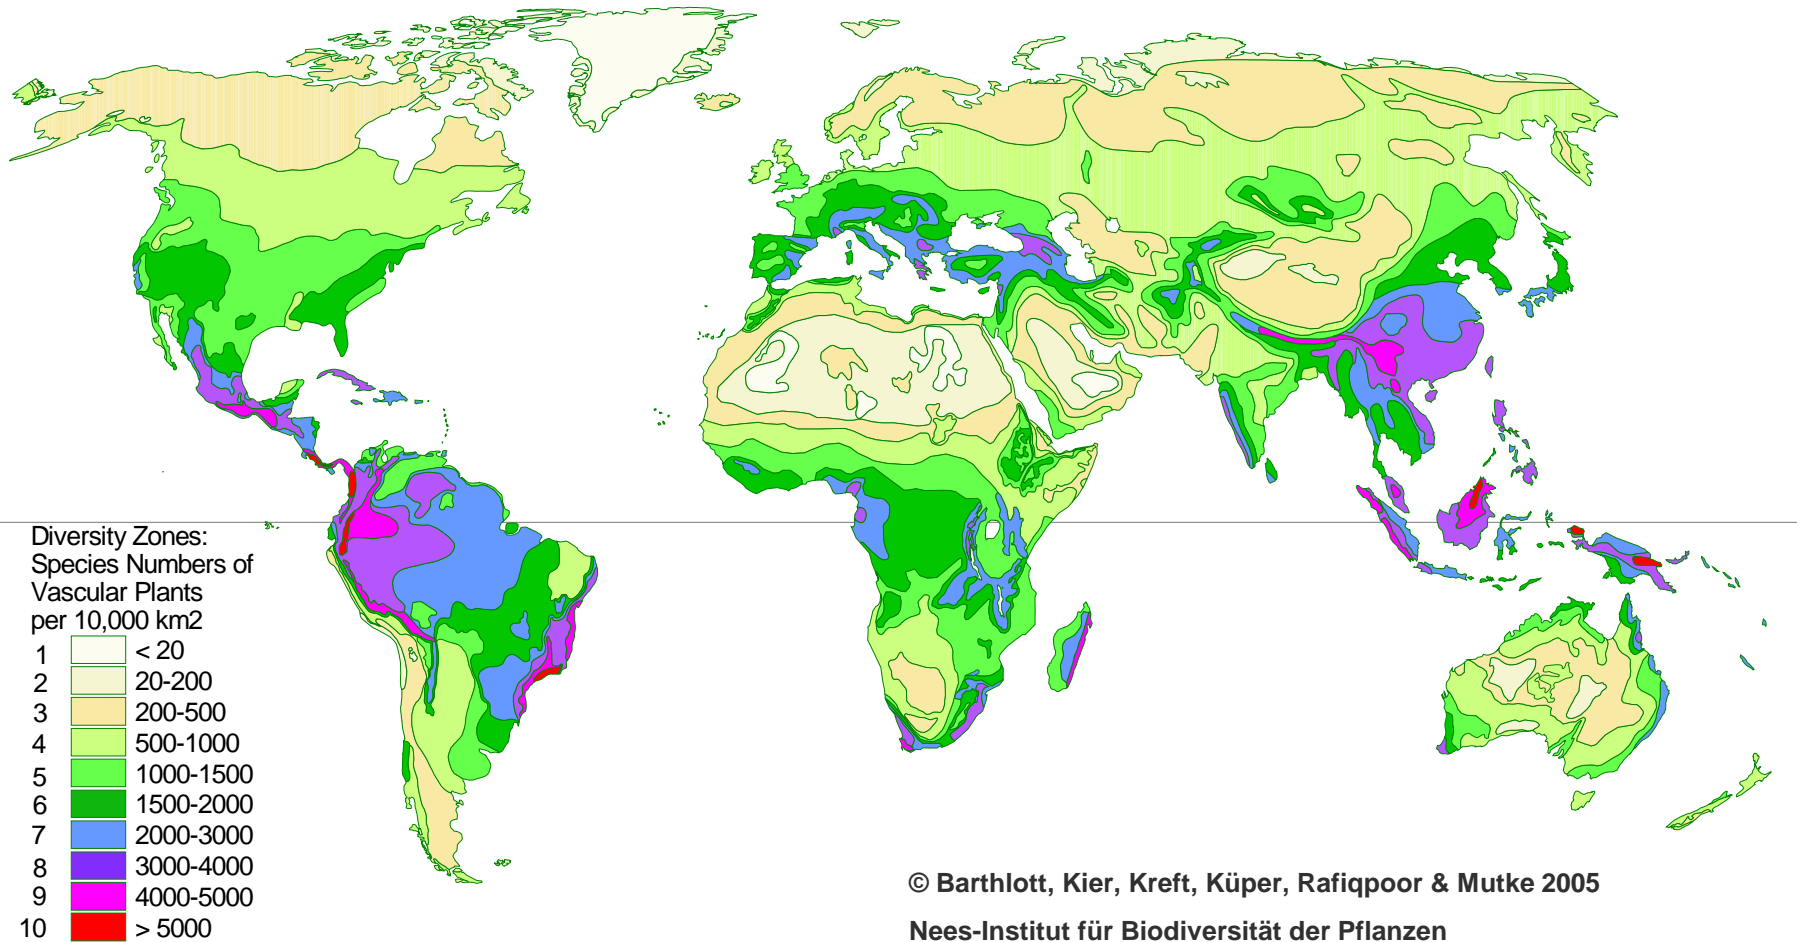 Diversity Zones:
Species Numbers of
Vascular Plants
per 10,000 km2
1 < 20
2 20-200
3 200-500
4 500-1000
5 1000-1500
6 1500-2000
7 2000-3000
8 3000-4000
9 4000-5000
10 > 5000
© Barthlott, Kier, Kreft, Küper, Rafiqpoor & Mutke 2005
Nees-Institut für Biodiversität der Pflanzen